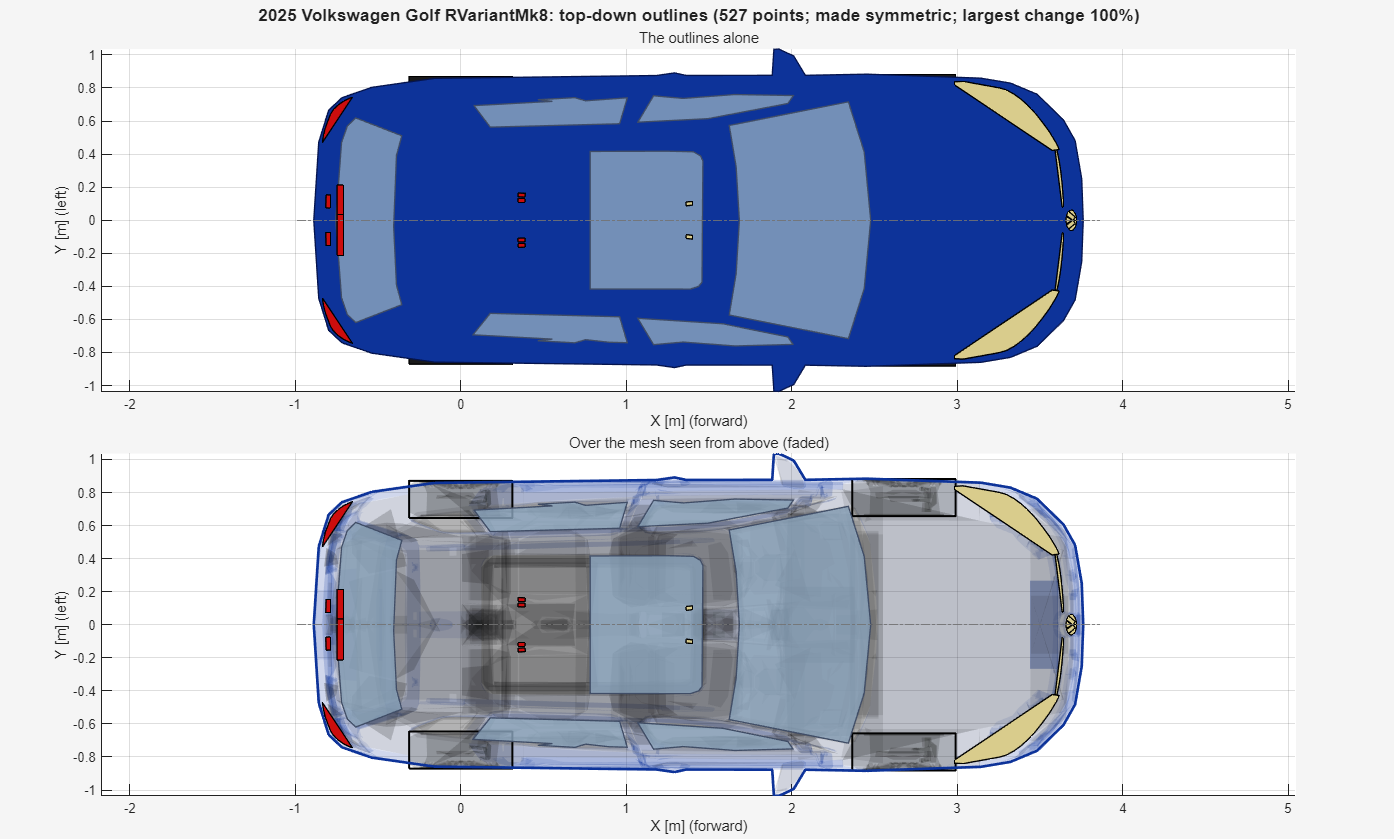 2025 Volkswagen Golf RVariantMk8: top-down outlines (527 points; made symmetric; largest change 100%)
The outlines alone
1
0.8
0.6
0.4
0.2
0
-0.2
-0.4
-0.6
-0.8
-1
Y [m] (left)
-2 -1 0 1 2 3 4 5
X [m] (forward)
Over the mesh seen from above (faded)
1
0.8
0.6
0.4
0.2
0
-0.2
-0.4
-0.6
-0.8
-1
Y [m] (left)
-2 -1 0 1 2 3 4 5
X [m] (forward)